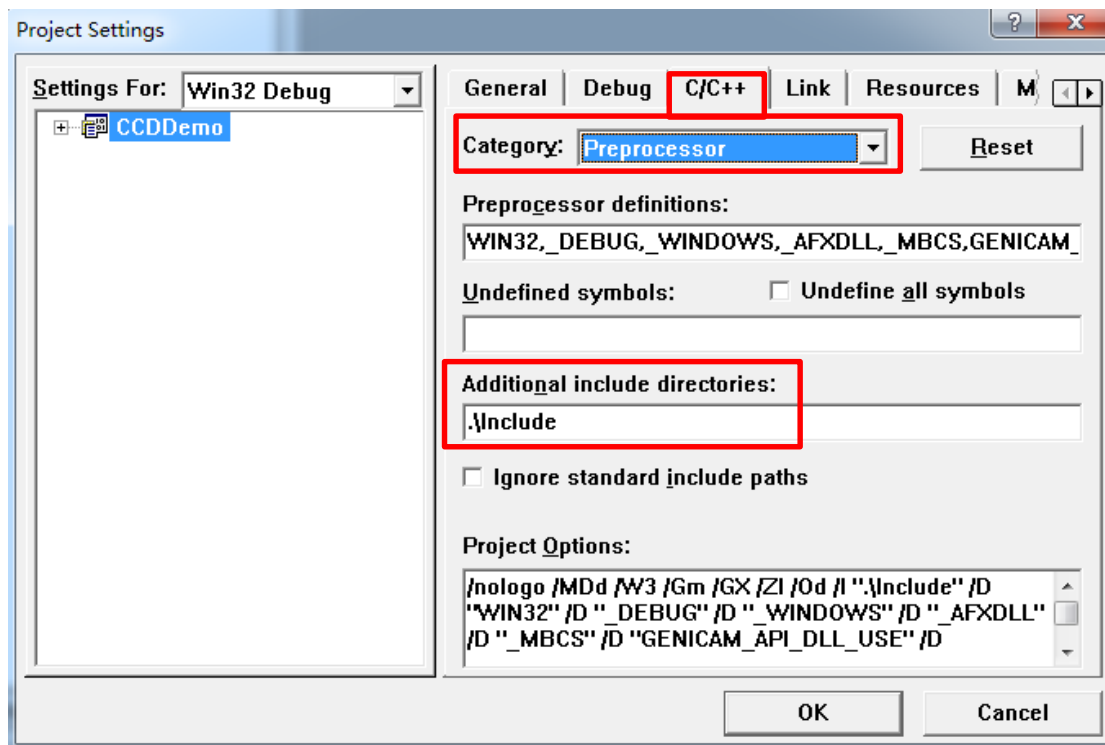 Project Settings
Settings For: Win32 Debug
CCDDemo
General Debug C/C++ Link Resources M
Category: Preprocessor Reset
Preprocessor definitions:
WIN32,_DEBUG,_WINDOWS,_AFXDLL,_MBCS,GENICAM_
Undefined symbols: Undefine all symbols
Additional include directories:
.\Include
Ignore standard include paths
Project Options:
/nologo /MDd /W3 /Gm /GX /ZI /Od /I ".\Include" /D
"WIN32" /D "_DEBUG" /D "_WINDOWS" /D "_AFXDLL"
/D "_MBCS" /D "GENICAM_API_DLL_USE" /D
OK Cancel